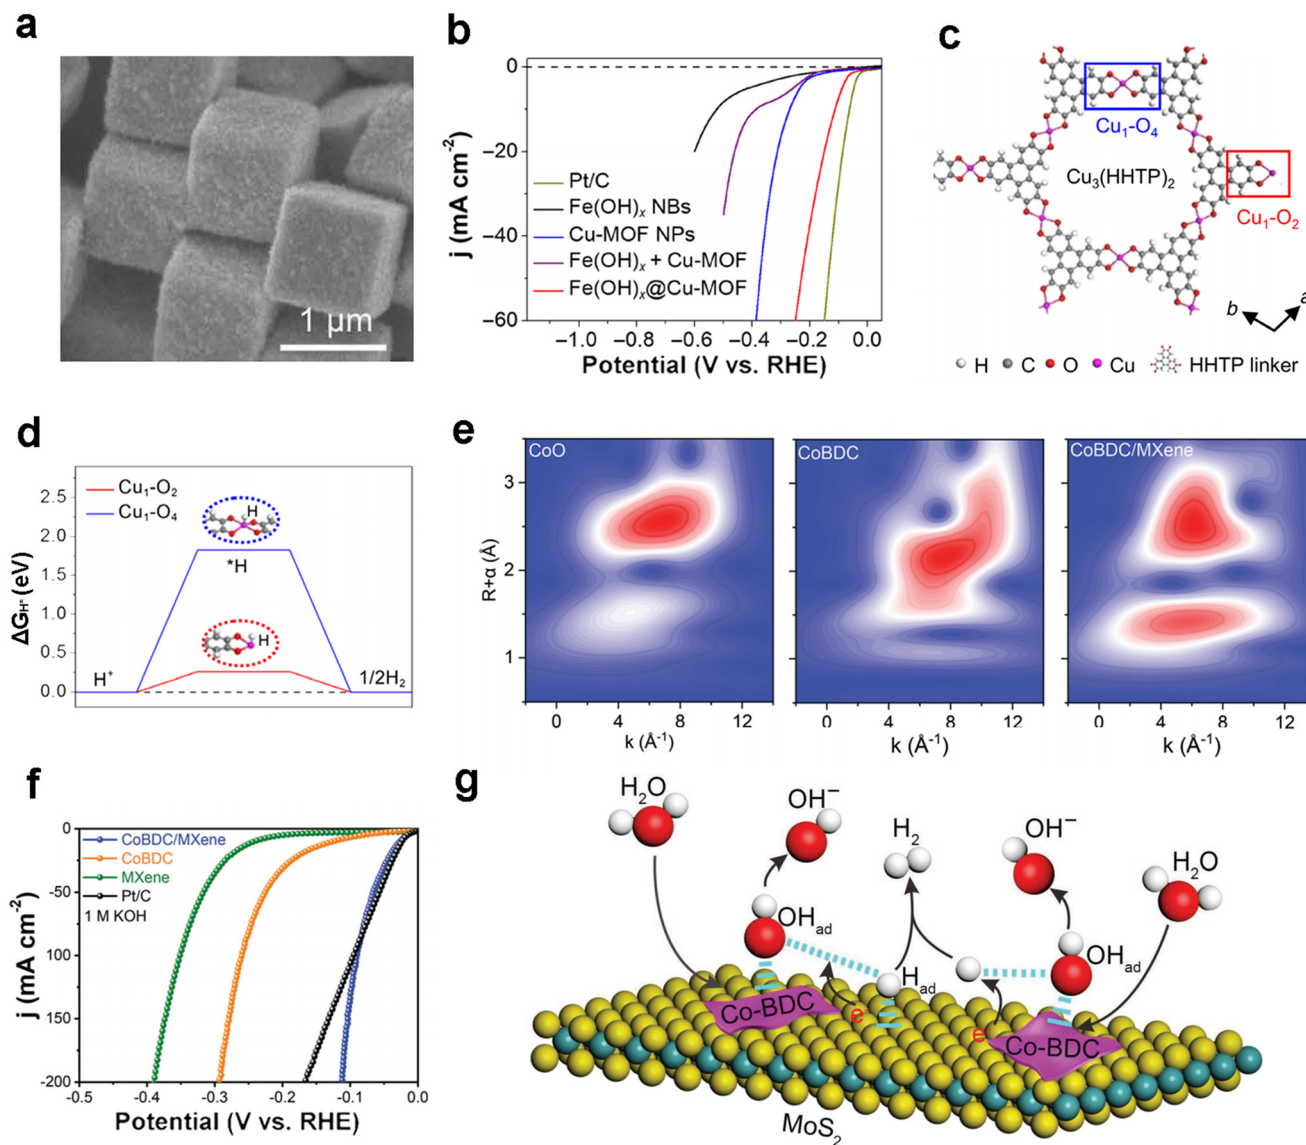 a
1 μm
b
j (mA cm⁻²)
0
−20
−40
−60
Pt/C
Fe(OH)ₓ NBs
Cu-MOF NPs
Fe(OH)ₓ + Cu-MOF
Fe(OH)ₓ@Cu-MOF
−1.0 −0.8 −0.6 −0.4 −0.2 0.0
Potential (V vs. RHE)
c
Cu₁-O₄
Cu₃(HHTP)₂
Cu₁-O₂
b
a
H C O Cu HHTP linker
d
ΔG_H* (eV)
2.5
2.0
1.5
1.0
0.5
0.0
Cu₁-O₂
Cu₁-O₄
H
*H
H
H⁺
1/2H₂
e
R+α (Å)
3
2
1
CoO
CoBDC
CoBDC/MXene
0 4 8 12
0 4 8 12
0 4 8 12
k (Å⁻¹)
k (Å⁻¹)
k (Å⁻¹)
f
j (mA cm⁻²)
0
-50
-100
-150
-200
CoBDC/MXene
CoBDC
MXene
Pt/C
1 M KOH
-0.5 -0.4 -0.3 -0.2 -0.1 0.0
Potential (V vs. RHE)
g
H₂O
OH⁻
H₂
OH⁻
H₂O
OH_ad
H_ad
OH_ad
Co-BDC
e
e
Co-BDC
MoS₂